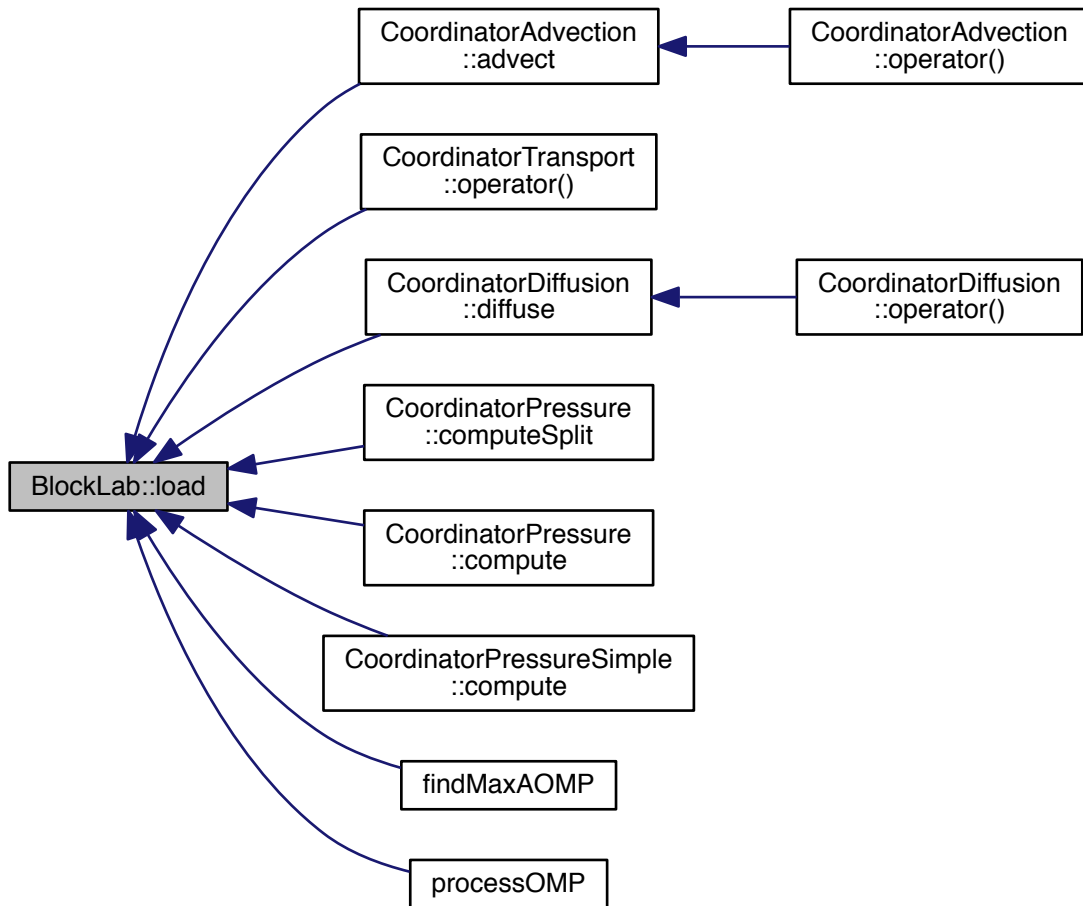 CoordinatorAdvection
::advect
CoordinatorAdvection
::operator()
CoordinatorTransport
::operator()
CoordinatorDiffusion
::diffuse
CoordinatorDiffusion
::operator()
CoordinatorPressure
::computeSplit
BlockLab::load
CoordinatorPressure
::compute
CoordinatorPressureSimple
::compute
findMaxAOMP
processOMP